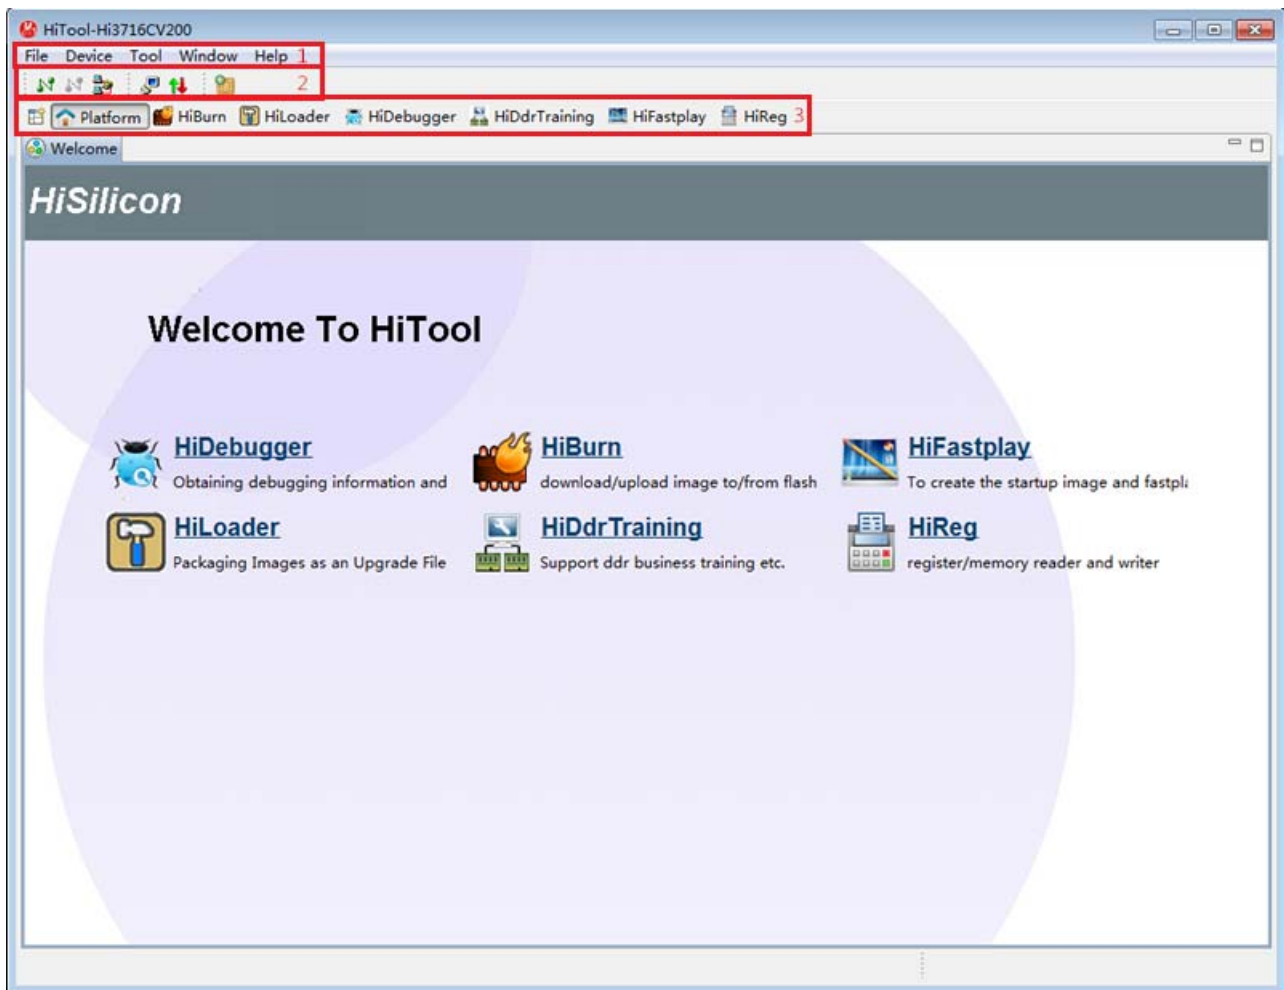 HiTool-Hi3716CV200
File Device Tool Window Help 1
2
Platform HiBurn HiLoader HiDebugger HiDdrTraining HiFastplay HiReg 3
Welcome
HiSilicon
Welcome To HiTool
HiDebugger HiBurn HiFastplay
Obtaining debugging information and download/upload image to/from flash To create the startup image and fastpl
HiLoader HiDdrTraining HiReg
Packaging Images as an Upgrade File Support ddr business training etc. register/memory reader and writer